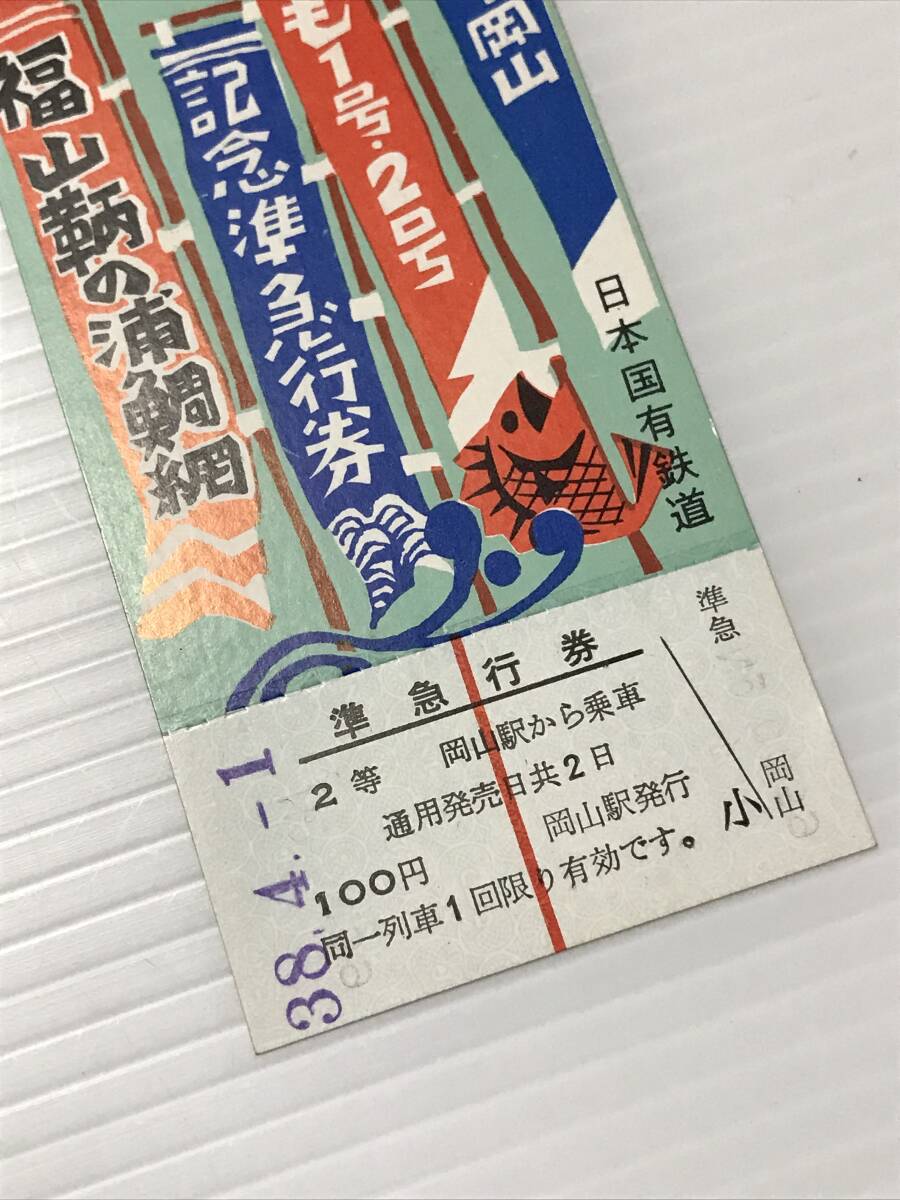 岡山
も1号・2号
記念準急行券
福山鞆の浦鯛網
日本国有鉄道
準急行券
2等 岡山駅から乗車
通用発売日共2日
100円 岡山駅発行
同一列車1回限り有効です。
小
準急
岡山
38.4.-1